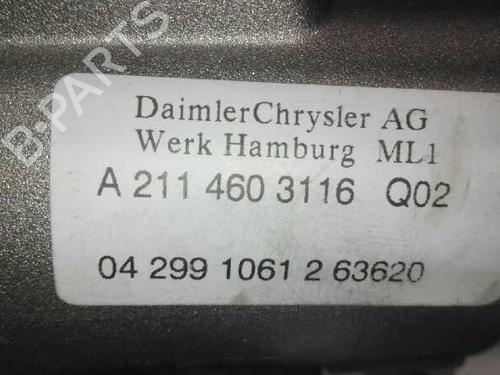 B-PARTS
DaimlerChrysler AG
Werk Hamburg ML1
A 211 460 3116 Q02
04 299 1061 2 63620